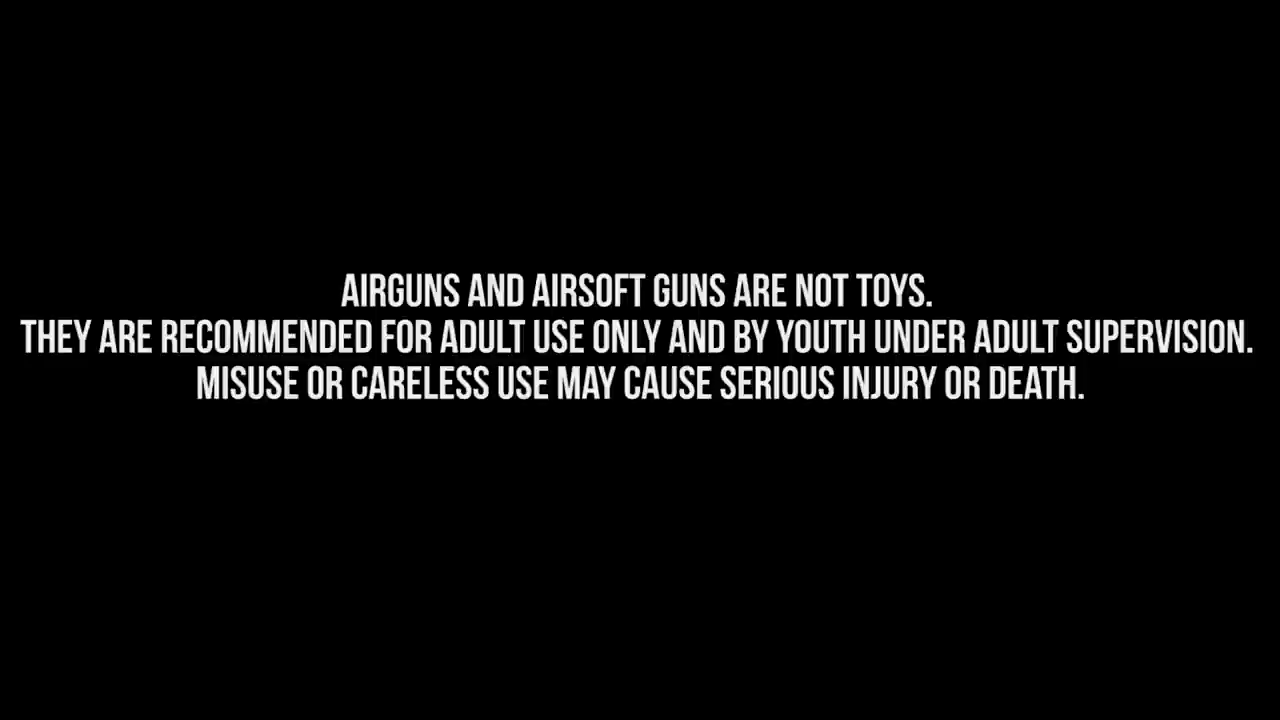 AIRGUNS AND AIRSOFT GUNS ARE NOT TOYS.
THEY ARE RECOMMENDED FOR ADULT USE ONLY AND BY YOUTH UNDER ADULT SUPERVISION.
MISUSE OR CARELESS USE MAY CAUSE SERIOUS INJURY OR DEATH.